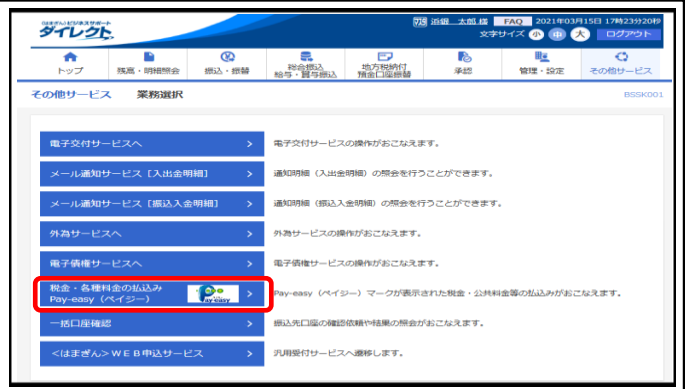 〈はまぎん〉ビジネスサポート
ダイレクト
浜銀 太郎 様 FAQ 2021年03月15日 17時23分20秒
文字サイズ 小 中 大 ログアウト
トップ 残高・明細照会 振込・振替 総合振込 給与・賞与振込 地方税納付 預金口座振替 承認 管理・設定 その他サービス
その他サービス 業務選択 BSSK001
電子交付サービスへ > 電子交付サービスの操作がおこなえます。
メール通知サービス［入出金明細］ > 通知明細（入出金明細）の照会を行うことができます。
メール通知サービス［振込入金明細］ > 通知明細（振込入金明細）の照会を行うことができます。
外為サービスへ > 外為サービスの操作がおこなえます。
電子債権サービスへ > 電子債権サービスの操作がおこなえます。
税金・各種料金の払込み
Pay-easy（ペイジー） Pay-easy > Pay-easy（ペイジー）マークが表示された税金・公共料金等の払込みがおこなえます。
一括口座確認 > 振込先口座の確認依頼や結果の照会がおこなえます。
＜はまぎん＞ＷＥＢ申込サービス > 汎用受付サービスへ遷移します。